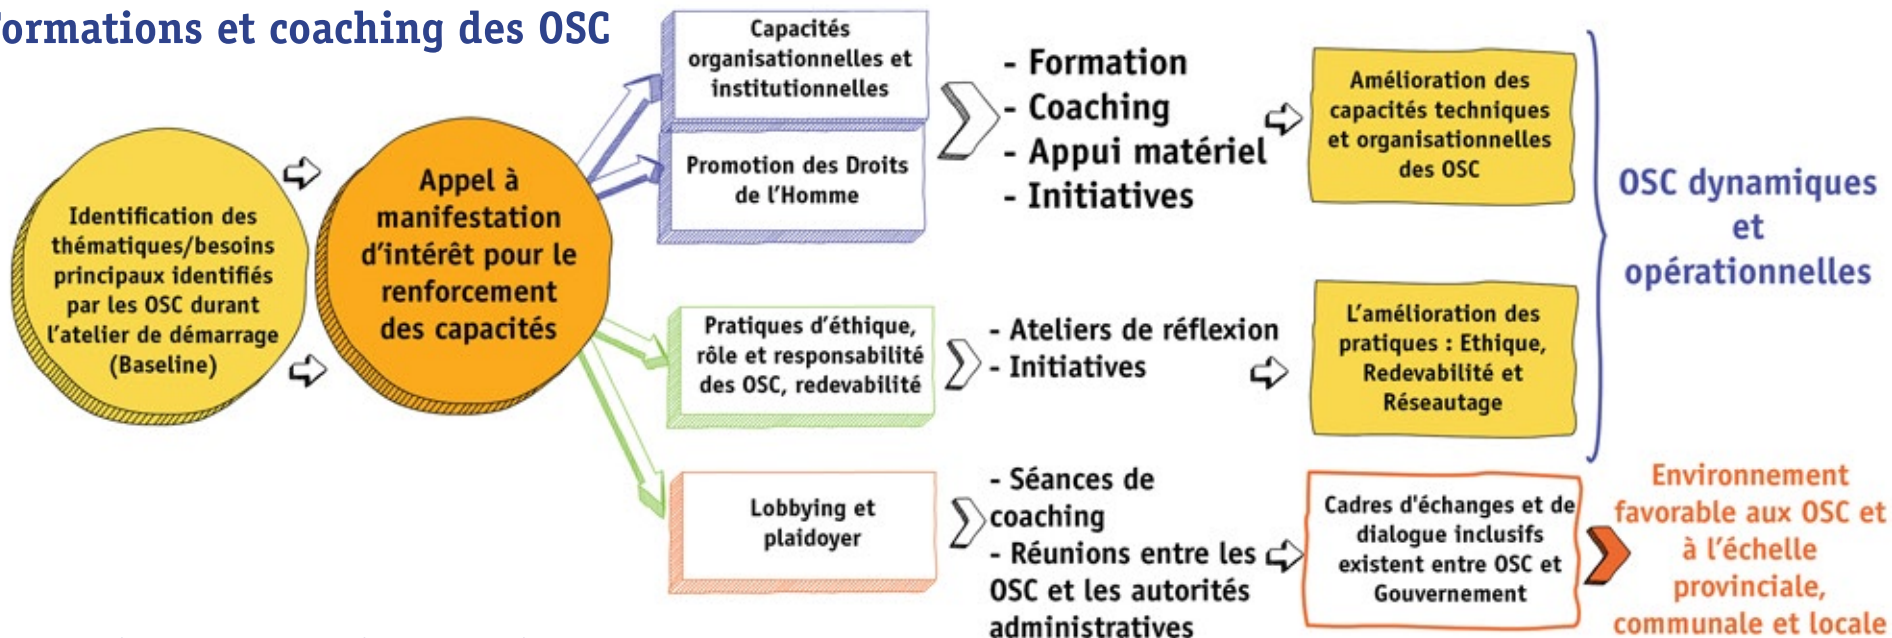 Formations et coaching des OSC
Identification des
thématiques/besoins
principaux identifiés
par les OSC durant
l'atelier de démarrage
(Baseline)
Appel à
manifestation
d'intérêt pour le
renforcement
des capacités
Capacités
organisationnelles et
institutionnelles
Promotion des Droits
de l'Homme
- Formation
- Coaching
- Appui matériel
- Initiatives
Amélioration des
capacités techniques
et organisationnelles
des OSC
Pratiques d'éthique,
rôle et responsabilité
des OSC, redevabilité
- Ateliers de réflexion
- Initiatives
L'amélioration des
pratiques : Ethique,
Redevabilité et
Réseautage
OSC dynamiques
et
opérationnelles
Lobbying et
plaidoyer
- Séances de
coaching
- Réunions entre les
OSC et les autorités
administratives
Cadres d'échanges et de
dialogue inclusifs
existent entre OSC et
Gouvernement
Environnement
favorable aux OSC et
à l'échelle
provinciale,
communale et locale